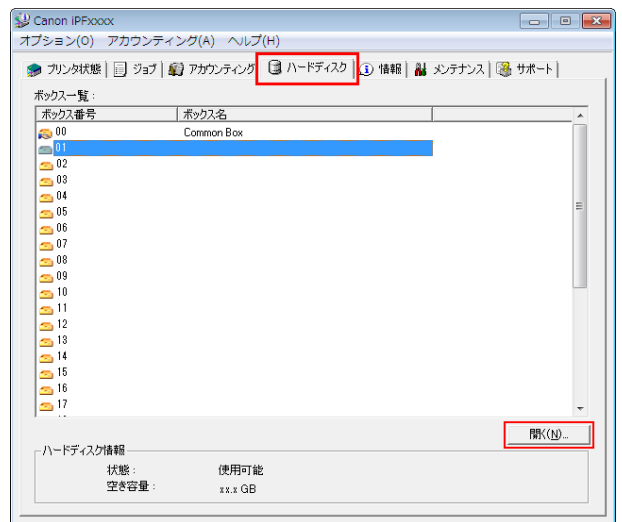 Canon iPFxxxx
オプション(O) アカウンティング(A) ヘルプ(H)
プリンタ状態 ジョブ アカウンティング ハードディスク 情報 メンテナンス サポート
ボックス一覧 :
ボックス番号 ボックス名
00 Common Box
01
02
03
04
05
06
07
08
09
10
11
12
13
14
15
16
17
開く(N)...
ハードディスク情報
状態 : 使用可能
空き容量 : xx.x GB